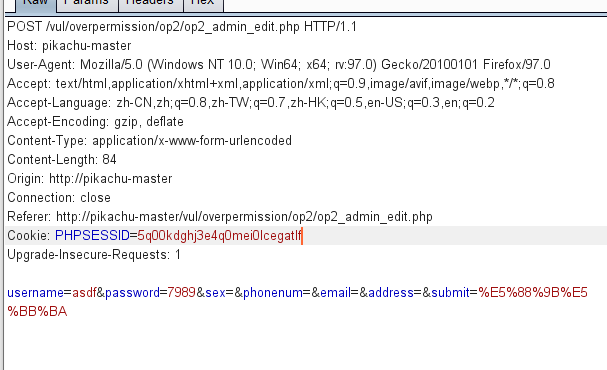 Raw Params Headers Hex
POST /vul/overpermission/op2/op2_admin_edit.php HTTP/1.1
Host: pikachu-master
User-Agent: Mozilla/5.0 (Windows NT 10.0; Win64; x64; rv:97.0) Gecko/20100101 Firefox/97.0
Accept: text/html,application/xhtml+xml,application/xml;q=0.9,image/avif,image/webp,*/*;q=0.8
Accept-Language: zh-CN,zh;q=0.8,zh-TW;q=0.7,zh-HK;q=0.5,en-US;q=0.3,en;q=0.2
Accept-Encoding: gzip, deflate
Content-Type: application/x-www-form-urlencoded
Content-Length: 84
Origin: http://pikachu-master
Connection: close
Referer: http://pikachu-master/vul/overpermission/op2/op2_admin_edit.php
Cookie: PHPSESSID=5q00kdghj3e4q0mei0lcegatlf
Upgrade-Insecure-Requests: 1
username=asdf&password=7989&sex=&phonenum=&email=&address=&submit=%E5%88%9B%E5
%BB%BA